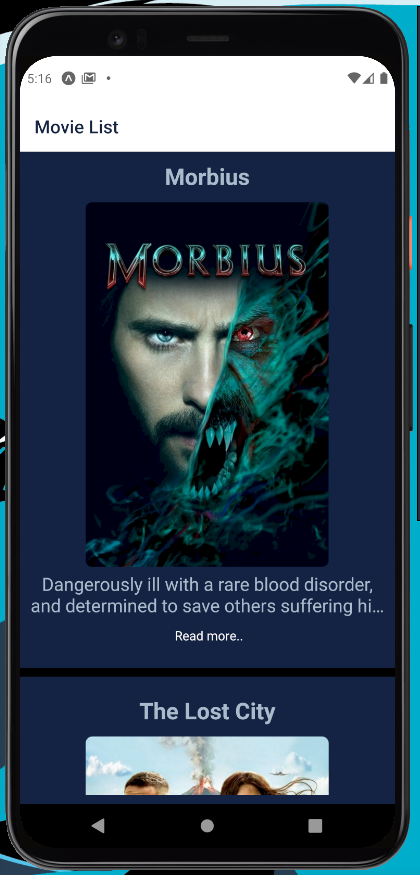 5:16
Movie List
Morbius
MORBIUS
Dangerously ill with a rare blood disorder,
and determined to save others suffering hi...
Read more..
The Lost City